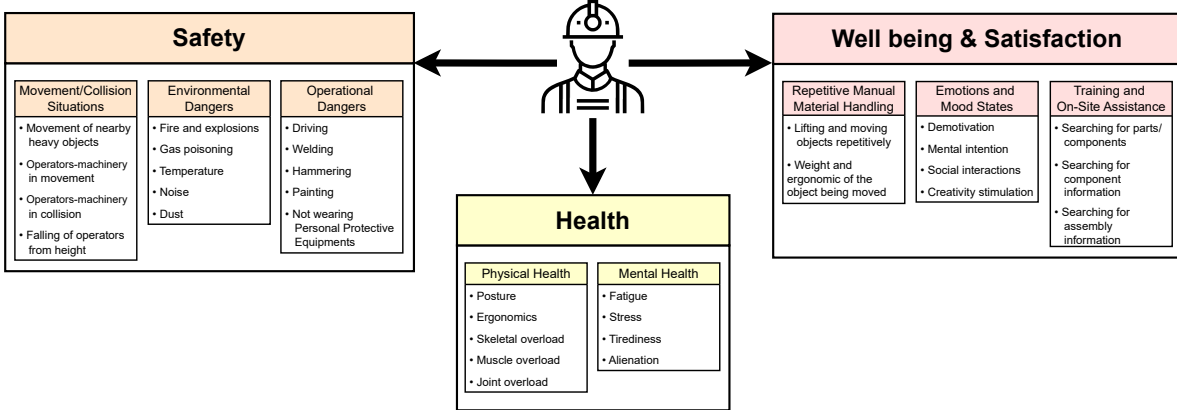 Safety
Movement/Collision
Situations
• Movement of nearby
heavy objects
• Operators-machinery
in movement
• Operators-machinery
in collision
• Falling of operators
from height
Environmental
Dangers
• Fire and explosions
• Gas poisoning
• Temperature
• Noise
• Dust
Operational
Dangers
• Driving
• Welding
• Hammering
• Painting
• Not wearing
Personal Protective
Equipments
Health
Physical Health
• Posture
• Ergonomics
• Skeletal overload
• Muscle overload
• Joint overload
Mental Health
• Fatigue
• Stress
• Tirediness
• Alienation
Well being & Satisfaction
Repetitive Manual
Material Handling
• Lifting and moving
objects repetitively
• Weight and
ergonomic of the
object being moved
Emotions and
Mood States
• Demotivation
• Mental intention
• Social interactions
• Creativity stimulation
Training and
On-Site Assistance
• Searching for parts/
components
• Searching for
component
information
• Searching for
assembly
information